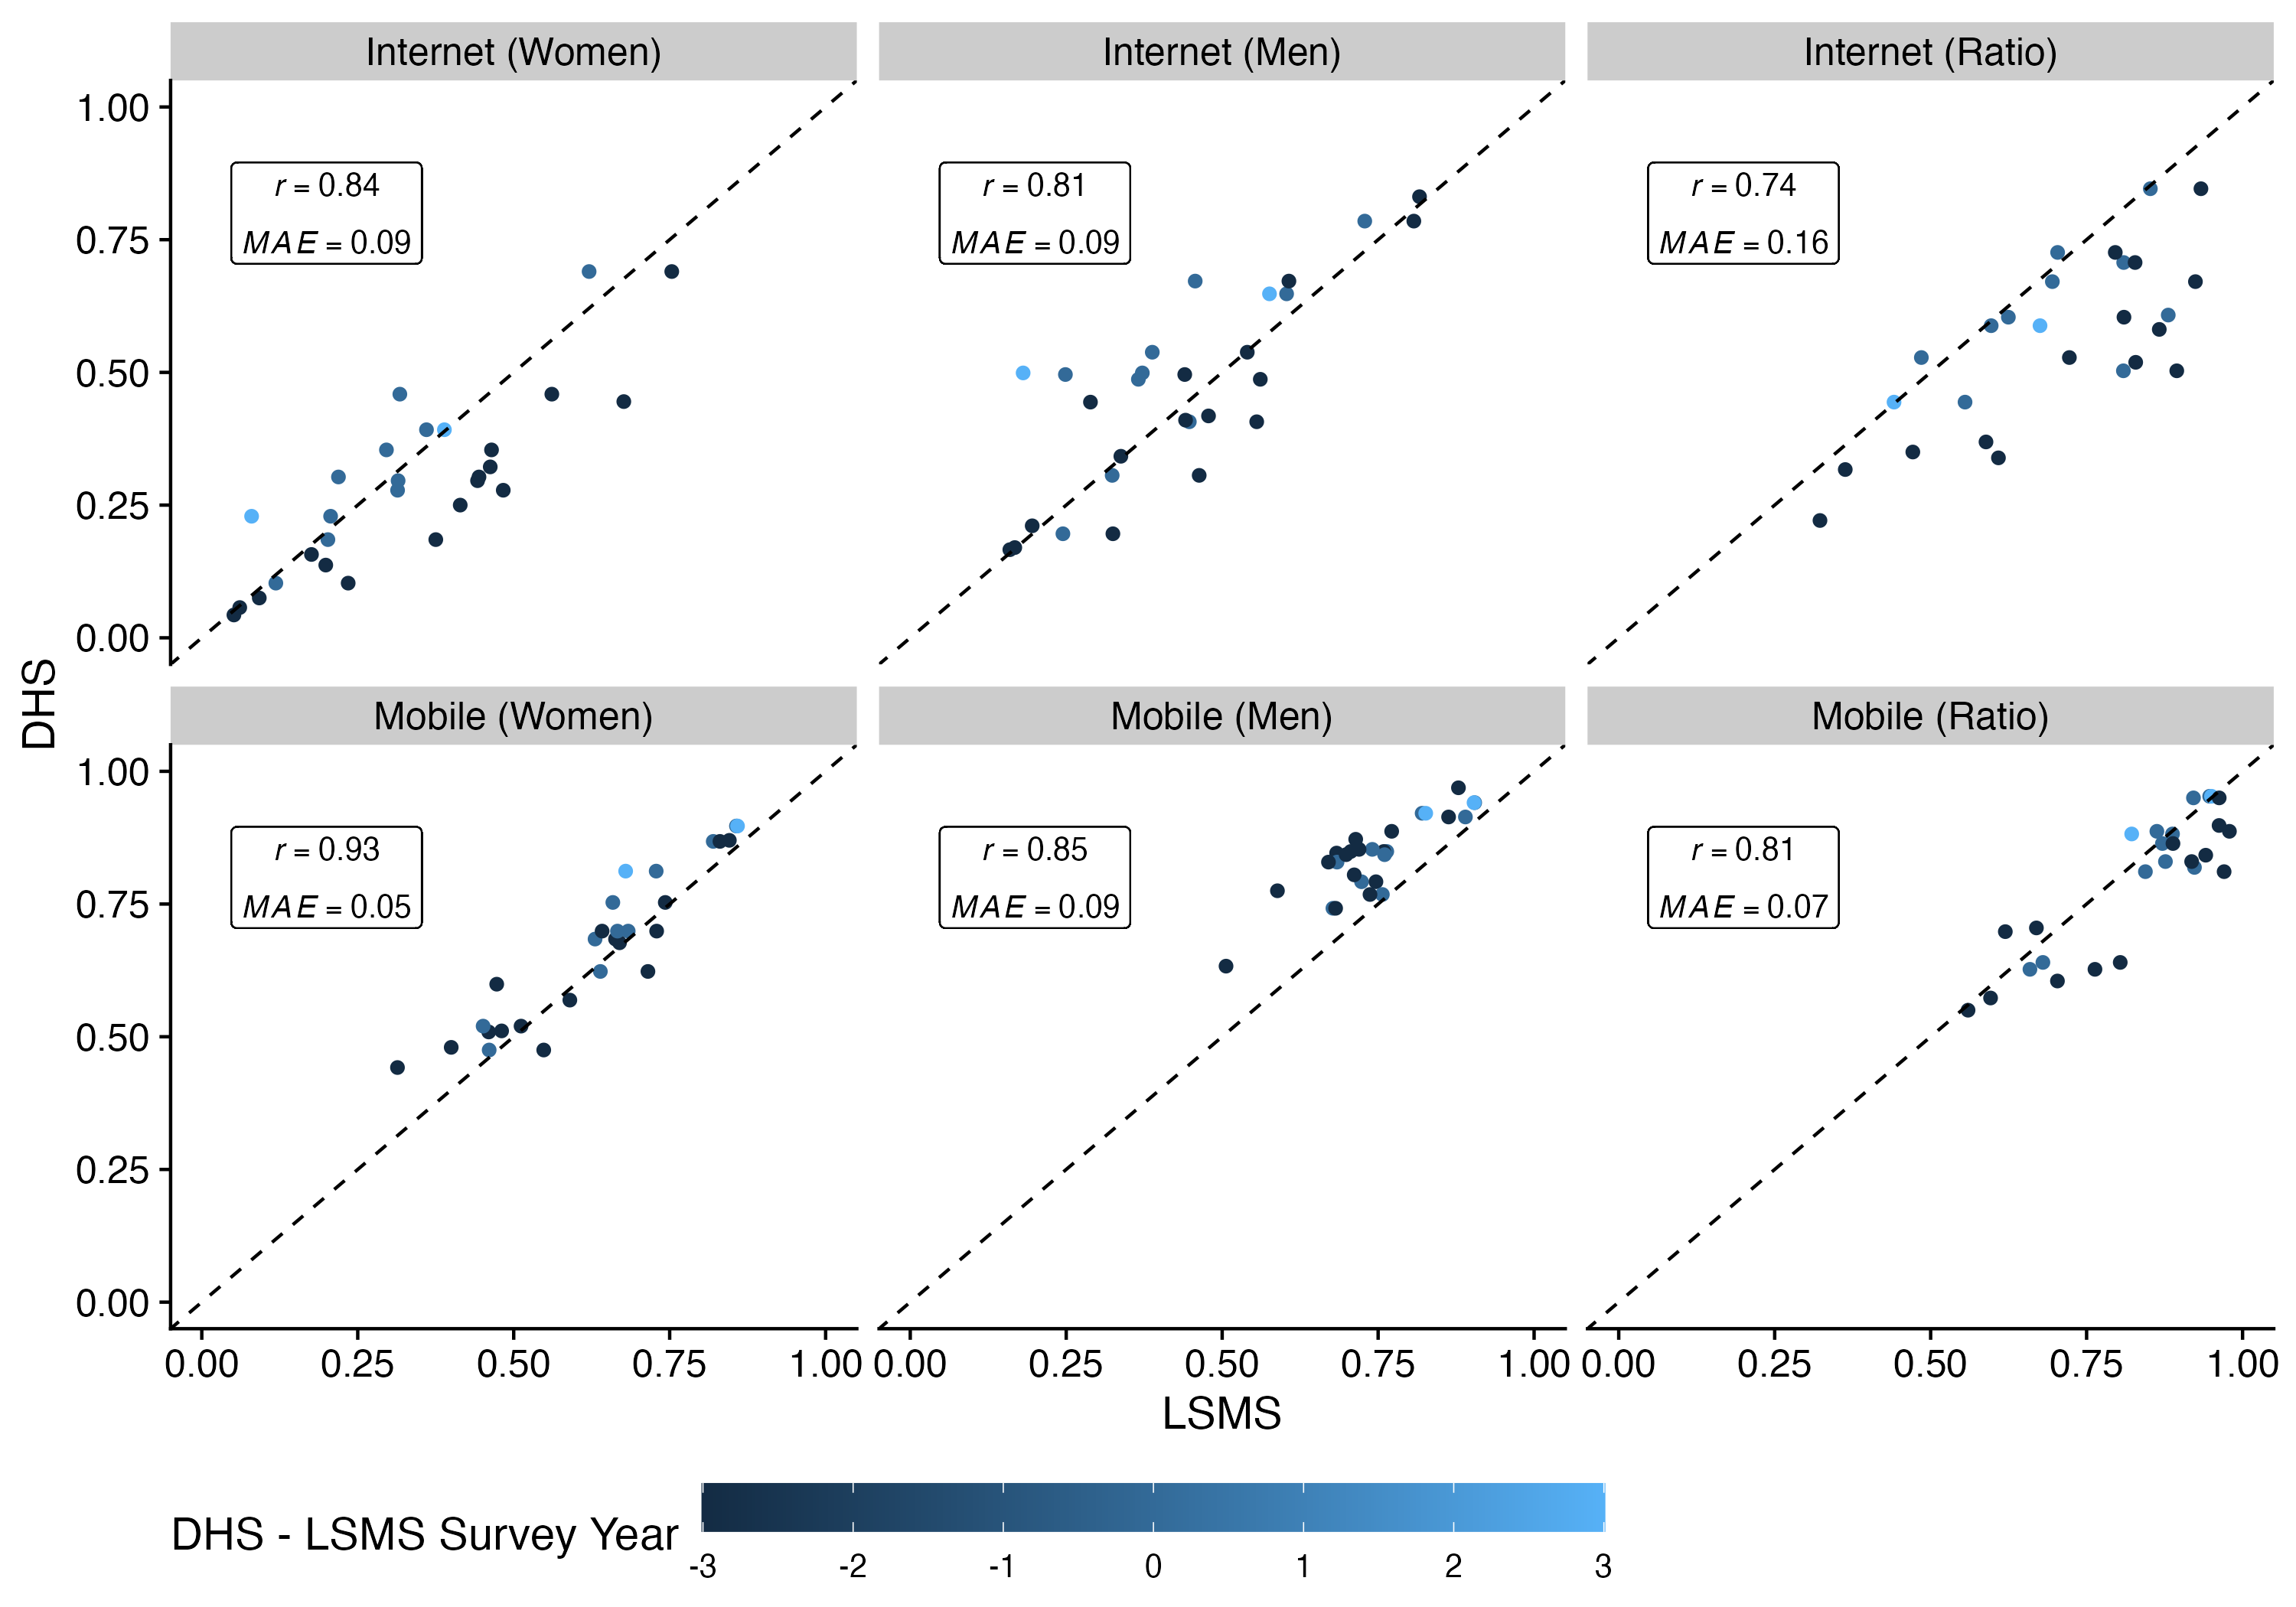 Internet (Women) Internet (Men) Internet (Ratio)
1.00
0.75
0.50
0.25
0.00
r = 0.84
MAE = 0.09
r = 0.81
MAE = 0.09
r = 0.74
MAE = 0.16
DHS
Mobile (Women) Mobile (Men) Mobile (Ratio)
1.00
0.75
0.50
0.25
0.00
r = 0.93
MAE = 0.05
r = 0.85
MAE = 0.09
r = 0.81
MAE = 0.07
0.00 0.25 0.50 0.75 1.00 0.00 0.25 0.50 0.75 1.00 0.00 0.25 0.50 0.75 1.00
LSMS
DHS - LSMS Survey Year
-3 -2 -1 0 1 2 3